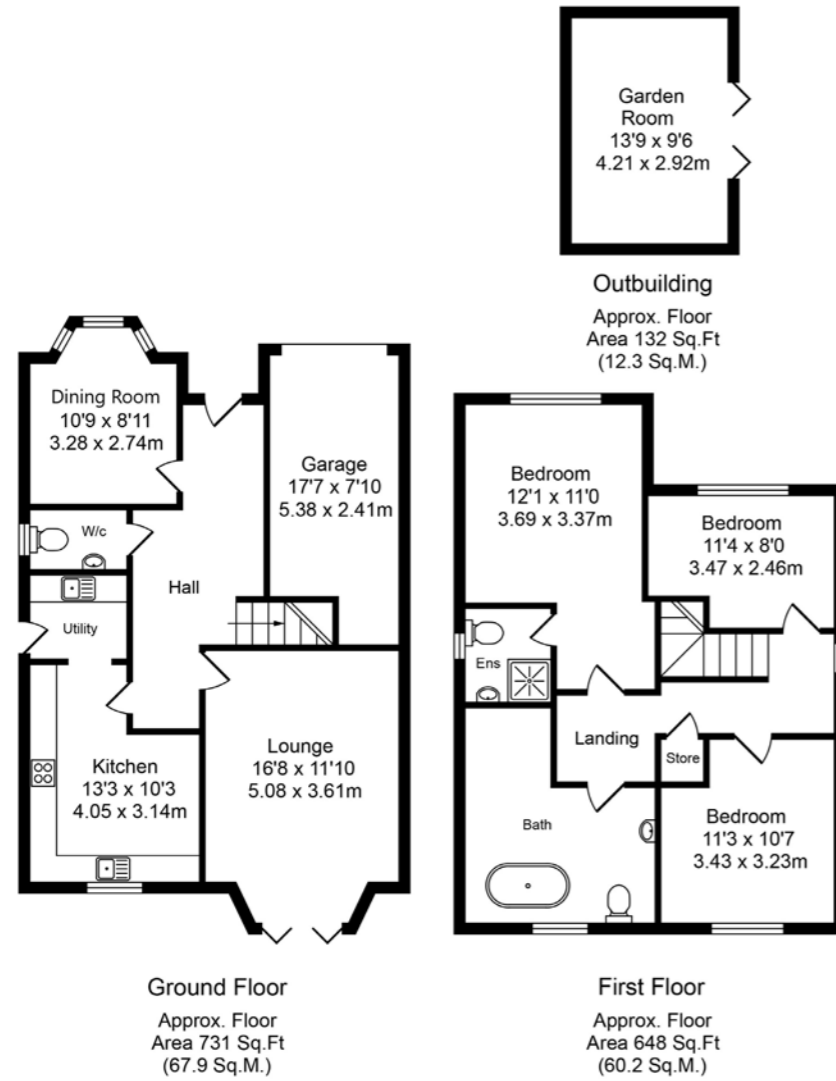 Garden
Room
13'9 x 9'6
4.21 x 2.92m
Outbuilding
Approx. Floor
Area 132 Sq.Ft
(12.3 Sq.M.)
Dining Room
10'9 x 8'11
3.28 x 2.74m
W/c
Utility
Hall
Garage
17'7 x 7'10
5.38 x 2.41m
Kitchen
13'3 x 10'3
4.05 x 3.14m
Lounge
16'8 x 11'10
5.08 x 3.61m
Ground Floor
Approx. Floor
Area 731 Sq.Ft
(67.9 Sq.M.)
Bedroom
12'1 x 11'0
3.69 x 3.37m
Bedroom
11'4 x 8'0
3.47 x 2.46m
Ens
Landing
Store
Bath
Bedroom
11'3 x 10'7
3.43 x 3.23m
First Floor
Approx. Floor
Area 648 Sq.Ft
(60.2 Sq.M.)